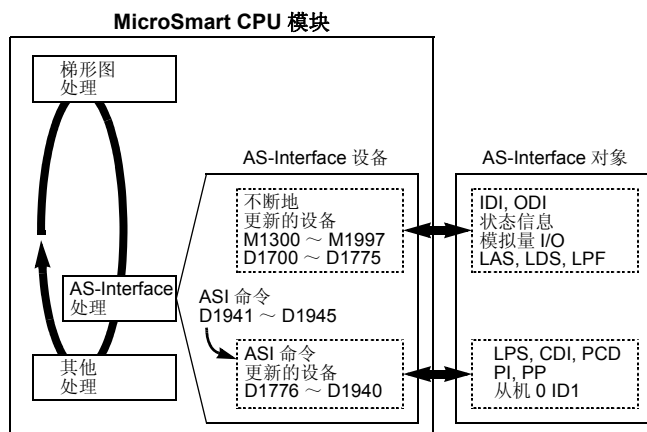 MicroSmart CPU 模块
梯形图
处理
AS-Interface
处理
其他
处理
AS-Interface 设备
不断地
更新的设备
M1300 ～ M1997
D1700 ～ D1775
ASI 命令
D1941 ～ D1945
ASI 命令
更新的设备
D1776 ～ D1940
AS-Interface 对象
IDI, ODI
状态信息
模拟量 I/O
LAS, LDS, LPF
LPS, CDI, PCD
PI, PP
从机 0 ID1